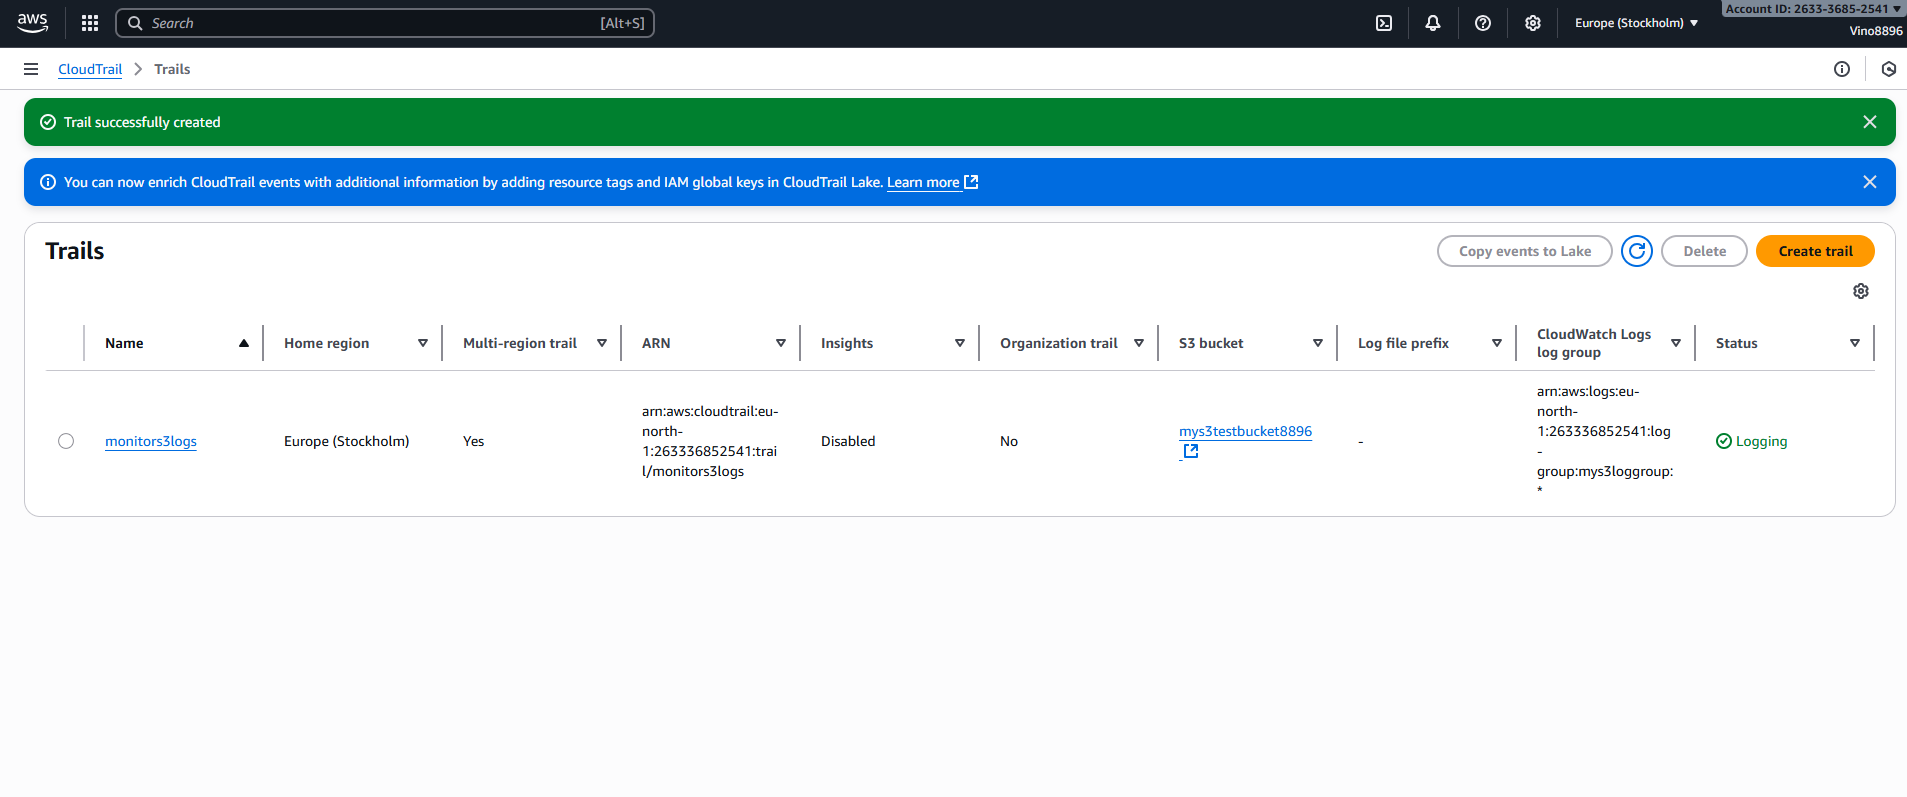 aws
Search
[Alt+S]
Europe (Stockholm)
Account ID: 2633-3685-2541
Vino8896
CloudTrail
Trails
Trail successfully created
You can now enrich CloudTrail events with additional information by adding resource tags and IAM global keys in CloudTrail Lake. Learn more
Trails
Copy events to Lake
Delete
Create trail
Name
Home region
Multi-region trail
ARN
Insights
Organization trail
S3 bucket
Log file prefix
CloudWatch Logs
log group
Status
monitors3logs
Europe (Stockholm)
Yes
arn:aws:cloudtrail:eu-
north-
1:263336852541:trai
l/monitors3logs
Disabled
No
mys3testbucket8896
-
arn:aws:logs:eu-
north-
1:263336852541:log
-
group:mys3loggroup:
*
Logging